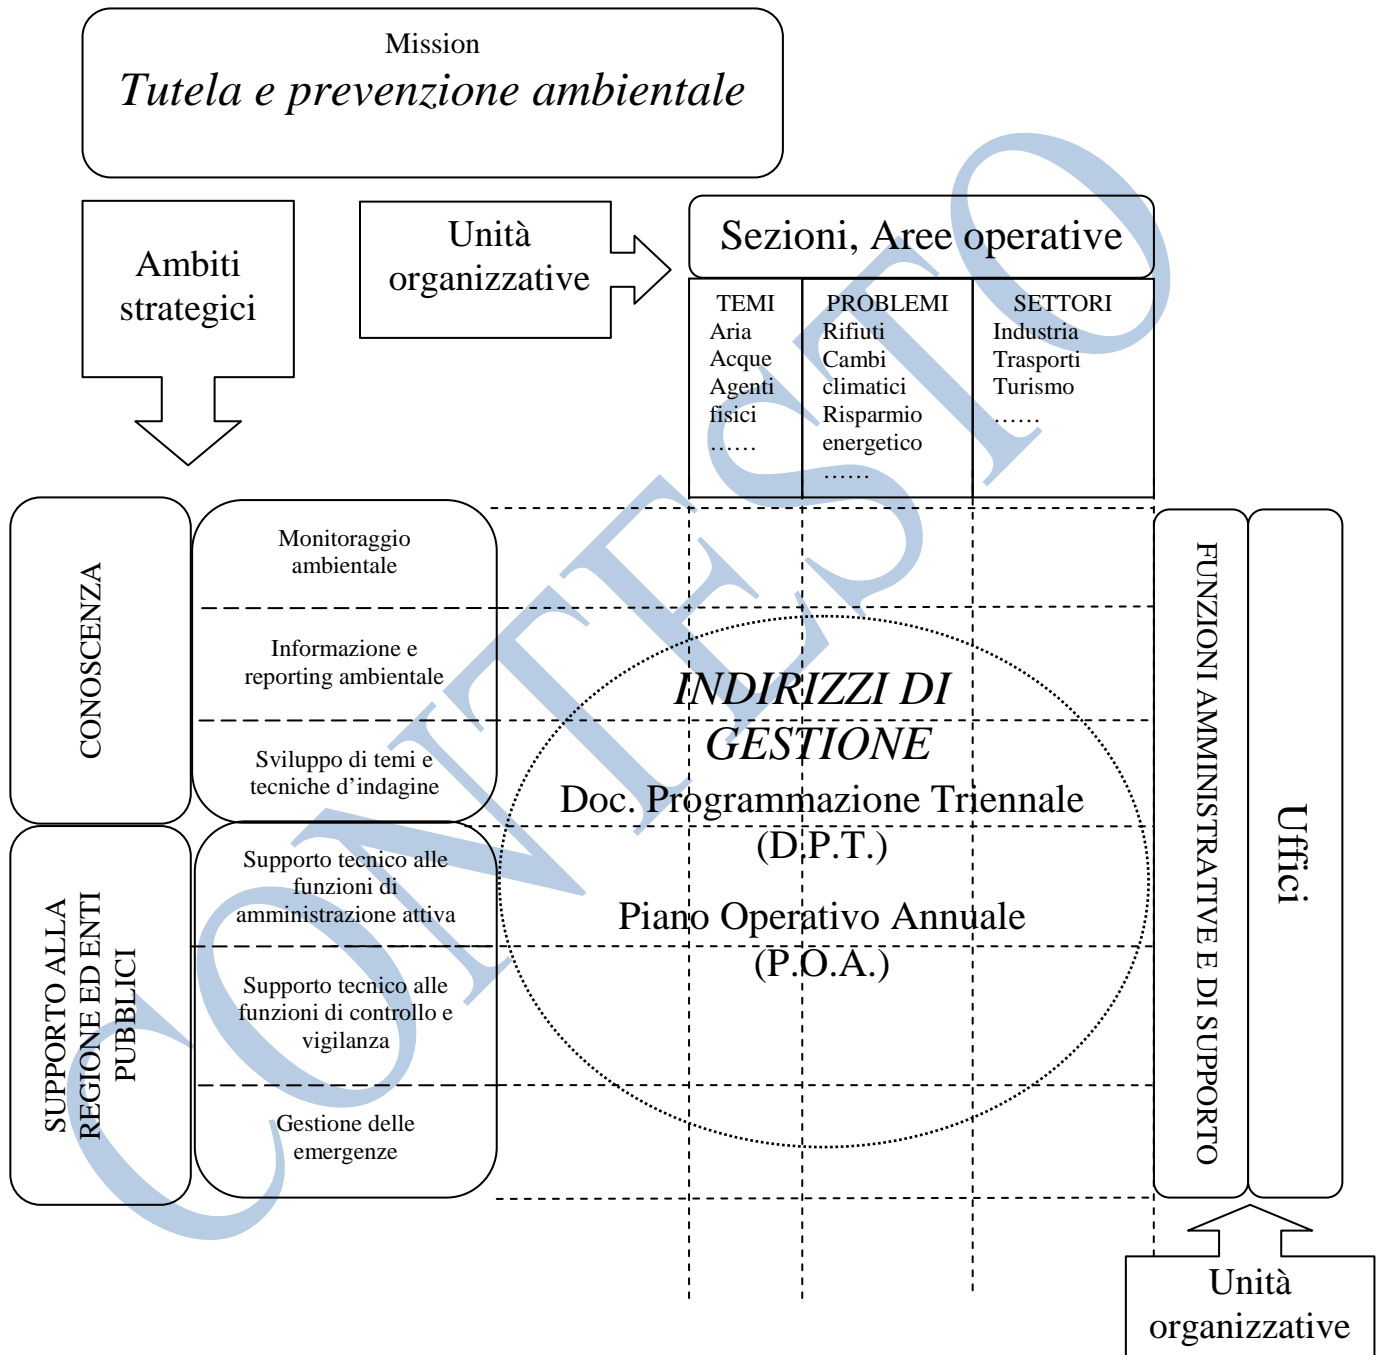 Mission
Tutela e prevenzione ambientale
Ambiti
strategici
Unità
organizzative
Sezioni, Aree operative
TEMI
Aria
Acque
Agenti
fisici
……
PROBLEMI
Rifiuti
Cambi
climatici
Risparmio
energetico
……
SETTORI
Industria
Trasporti
Turismo
……
CONOSCENZA
Monitoraggio
ambientale
Informazione e
reporting ambientale
Sviluppo di temi e
tecniche d’indagine
SUPPORTO ALLA
REGIONE ED ENTI
PUBBLICI
Supporto tecnico alle
funzioni di
amministrazione attiva
Supporto tecnico alle
funzioni di controllo e
vigilanza
Gestione delle
emergenze
INDIRIZZI DI
GESTIONE
Doc. Programmazione Triennale
(D.P.T.)
Piano Operativo Annuale
(P.O.A.)
FUNZIONI AMMINISTRATIVE E DI SUPPORTO
Uffici
Unità
organizzative
CONTESTO